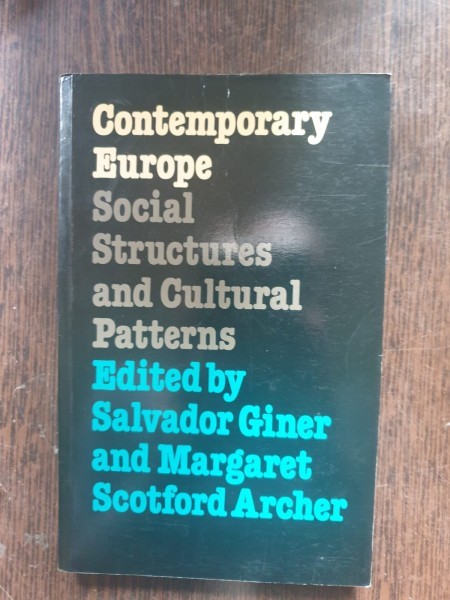 Contemporary
Europe
Social
Structures
and Cultural
Patterns
Edited by
Salvador Giner
and Margaret
Scotford Archer